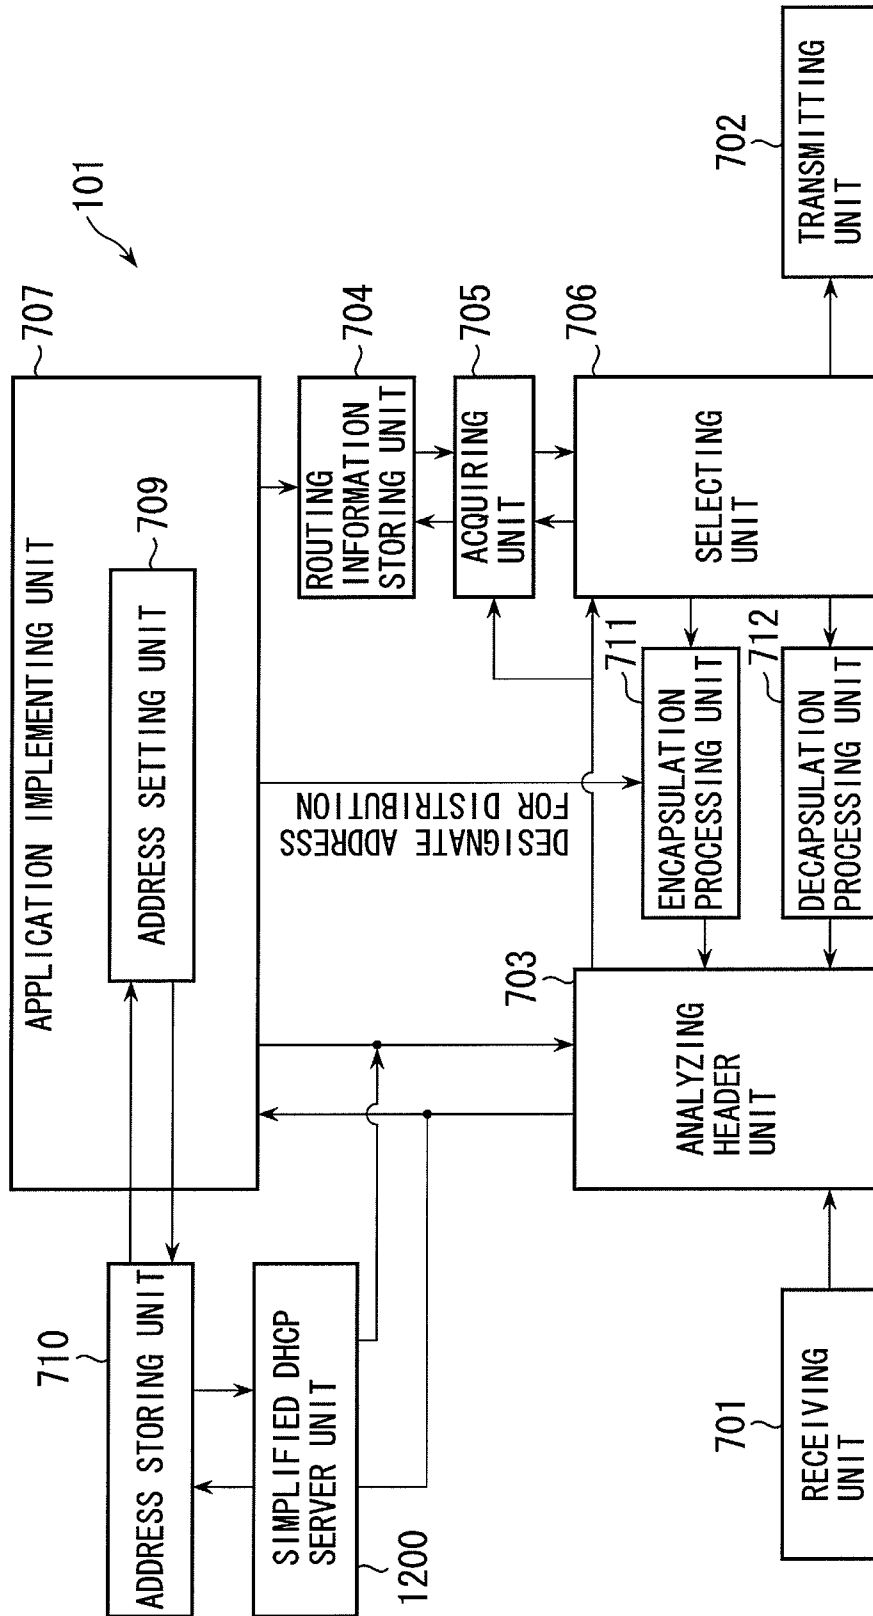 101
707
APPLICATION IMPLEMENTING UNIT
709
ADDRESS SETTING UNIT
710
ADDRESS STORING UNIT
SIMPLIFIED DHCP
SERVER UNIT
1200
704
ROUTING
INFORMATION
STORING UNIT
705
ACQUIRING
UNIT
706
SELECTING
UNIT
DESIGNATE ADDRESS
FOR DISTRIBUTION
711
ENCAPSULATION
PROCESSING UNIT
712
DECAPSULATION
PROCESSING UNIT
703
ANALYZING
HEADER
UNIT
701
RECEIVING
UNIT
702
TRANSMITTING
UNIT